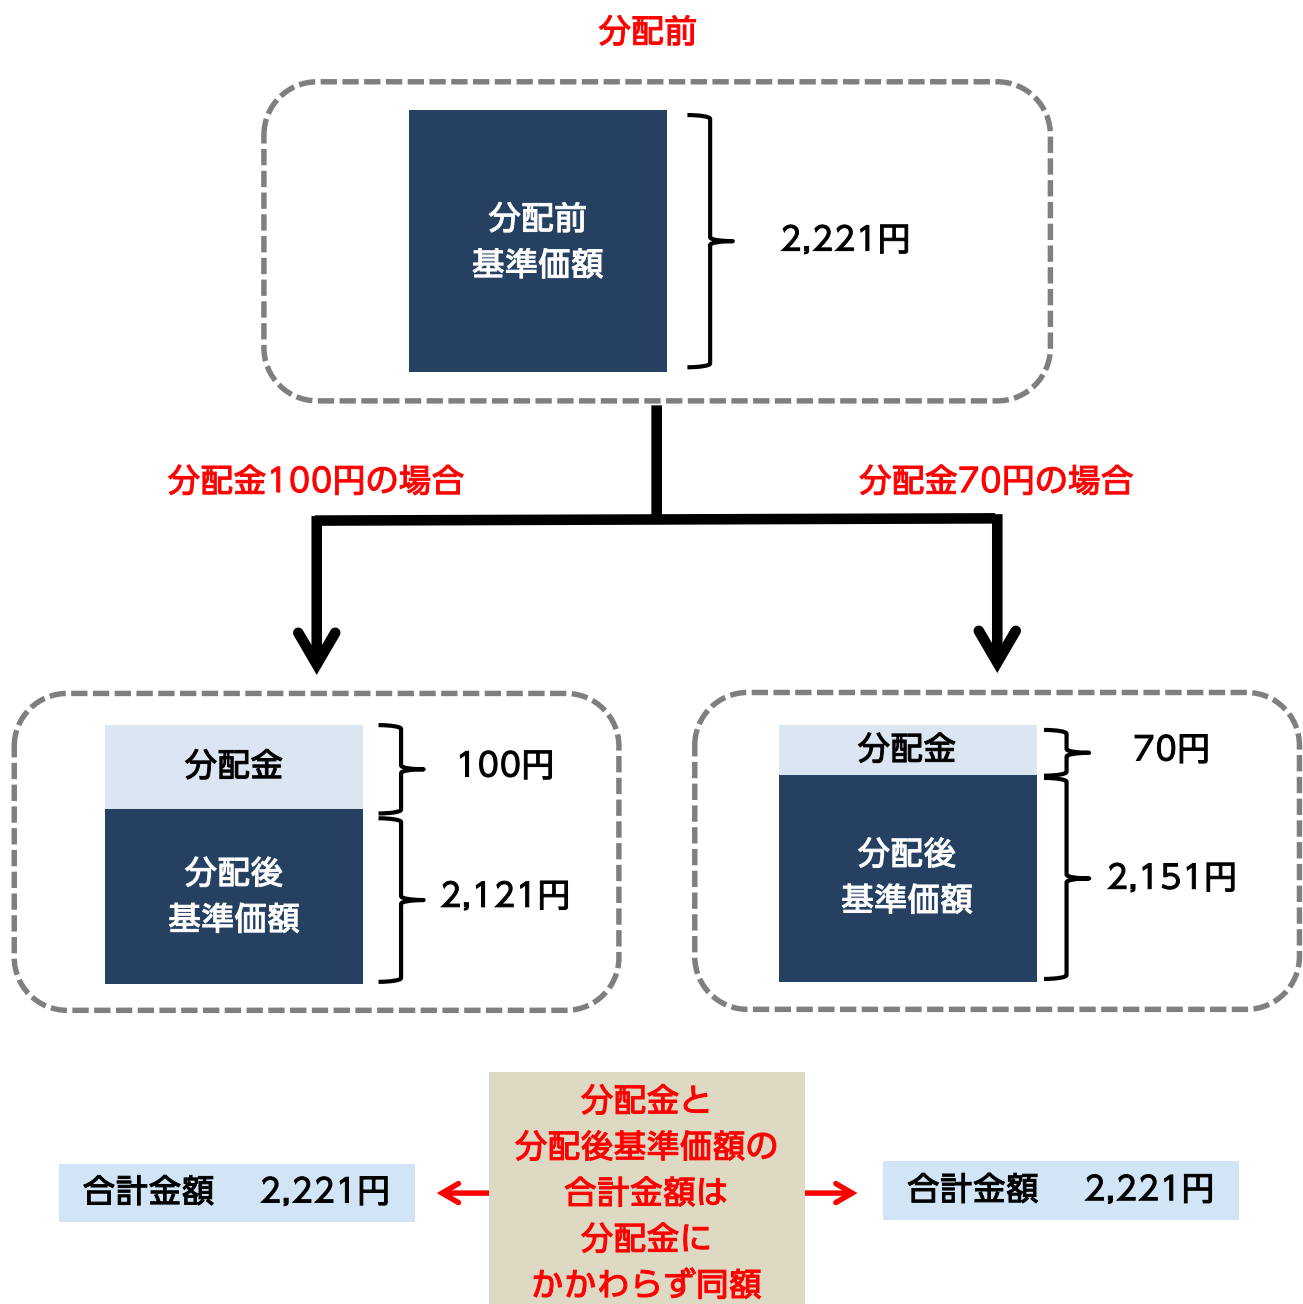 分配前
分配前
基準価額
2,221円
分配金100円の場合
分配金70円の場合
分配金
100円
分配後
基準価額
2,121円
分配金
70円
分配後
基準価額
2,151円
分配金と
分配後基準価額の
合計金額は
分配金に
かかわらず同額
合計金額 2,221円
合計金額 2,221円